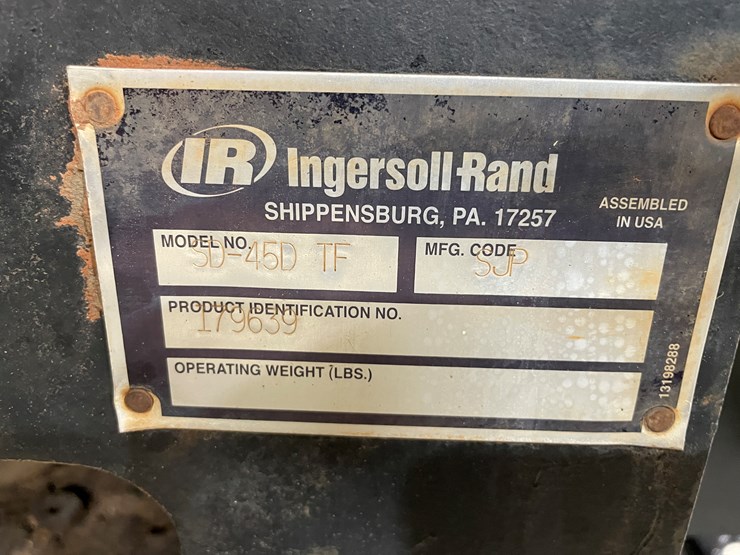 IR Ingersoll-Rand
SHIPPENSBURG, PA. 17257
ASSEMBLED
IN USA
MODEL NO. SD-45D TF
MFG. CODE SJP
PRODUCT IDENTIFICATION NO.
179639
OPERATING WEIGHT (LBS.)
13198288